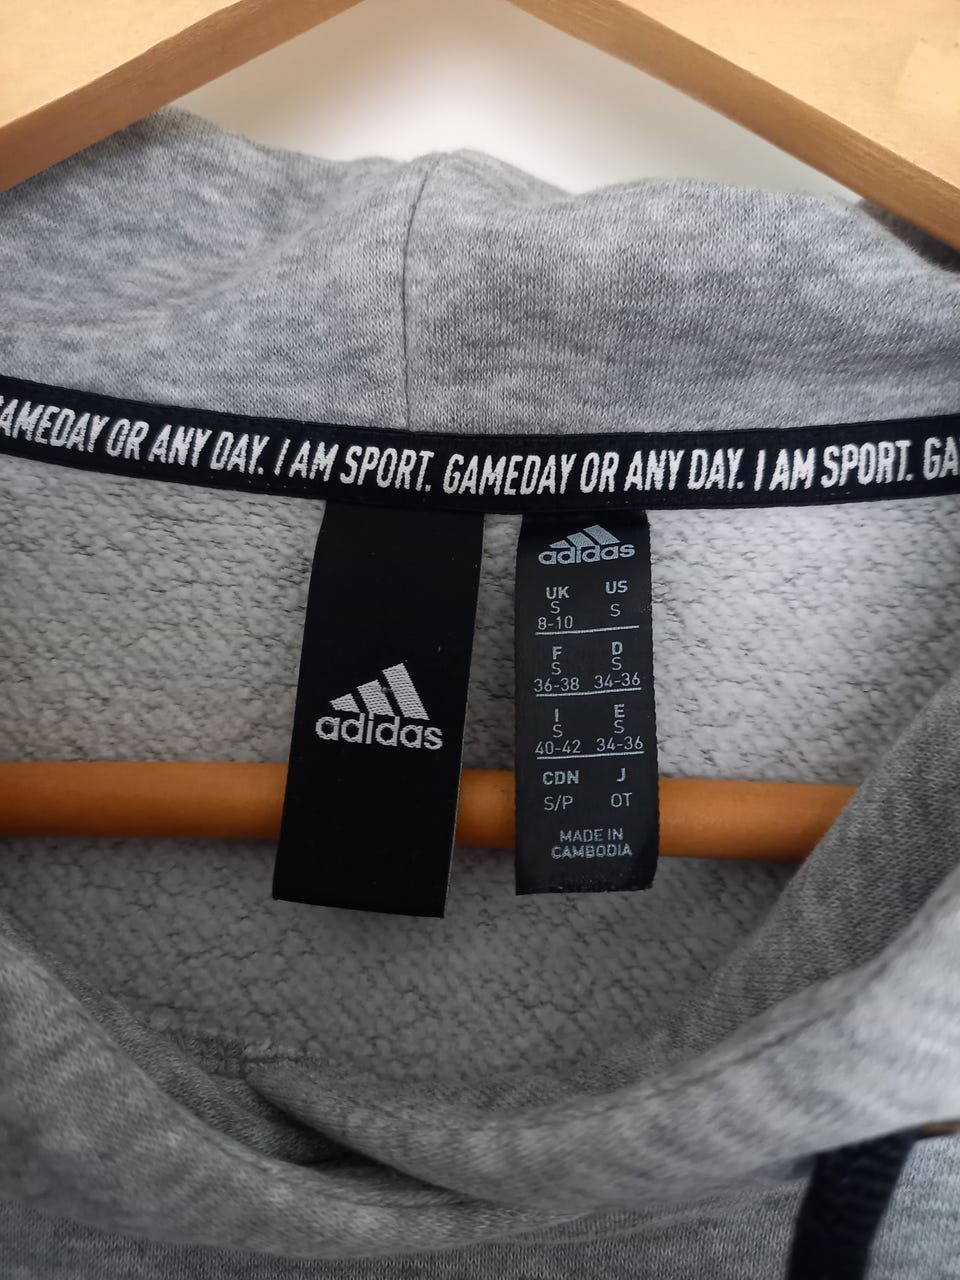 GAMEDAY OR ANY DAY. I AM SPORT. GAMEDAY OR ANY DAY. I AM SPORT. GA
adidas
adidas
UK US
S S
8-10
F D
S S
36-38 34-36
I E
S S
40-42 34-36
CDN J
S/P OT
MADE IN
CAMBODIA